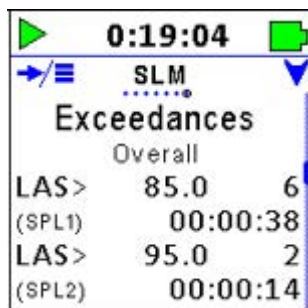 0:19:04
SLM
Exceedances
Overall
LAS> 85.0 6
(SPL1) 00:00:38
LAS> 95.0 2
(SPL2) 00:00:14